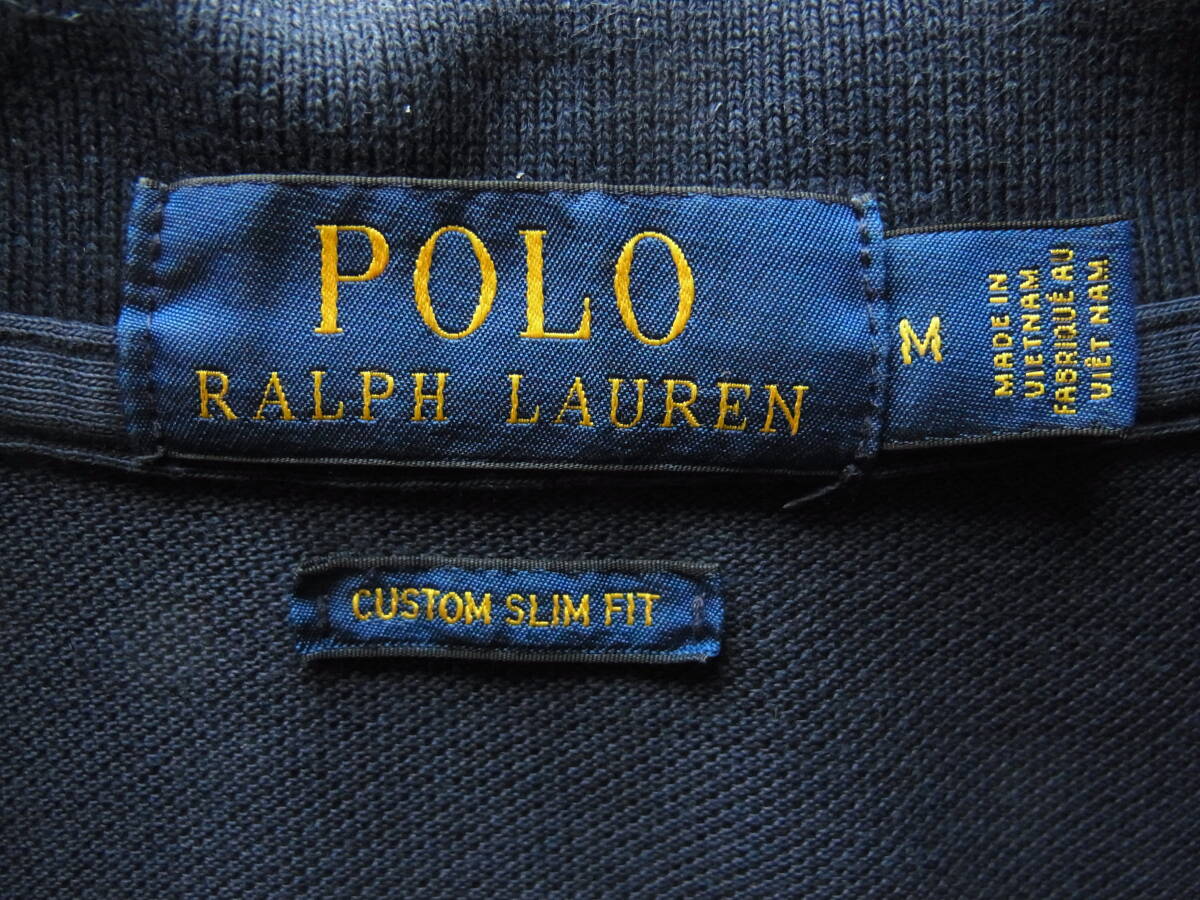 POLO
RALPH LAUREN
M
MADE IN
VIETNAM
FABRIQUÉ AU
VIÊT NAM
CUSTOM SLIM FIT